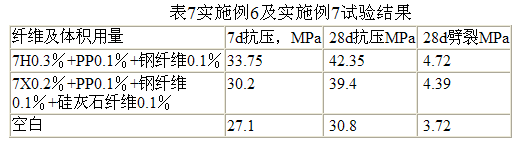 表7实施例6及实施例7试验结果
纤维及体积用量 7d抗压，MPa 28d抗压MPa 28d劈裂MPa
7H0.3%+PP0.1%+钢纤维0.1% 33.75 42.35 4.72
7X0.2%+PP0.1%+钢纤维 30.2 39.4 4.39
0.1%+硅灰石纤维0.1%
空白 27.1 30.8 3.72